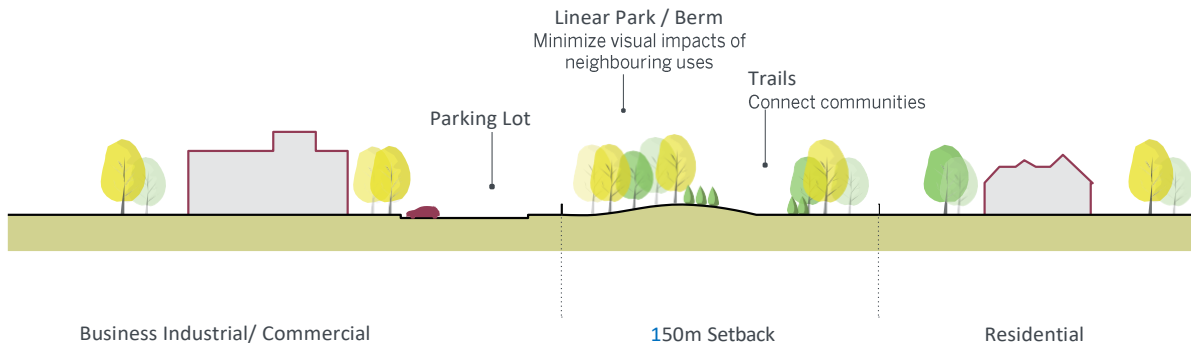 Linear Park / Berm
Minimize visual impacts of
neighbouring uses
Trails
Connect communities
Parking Lot
Business Industrial/ Commercial
150m Setback
Residential